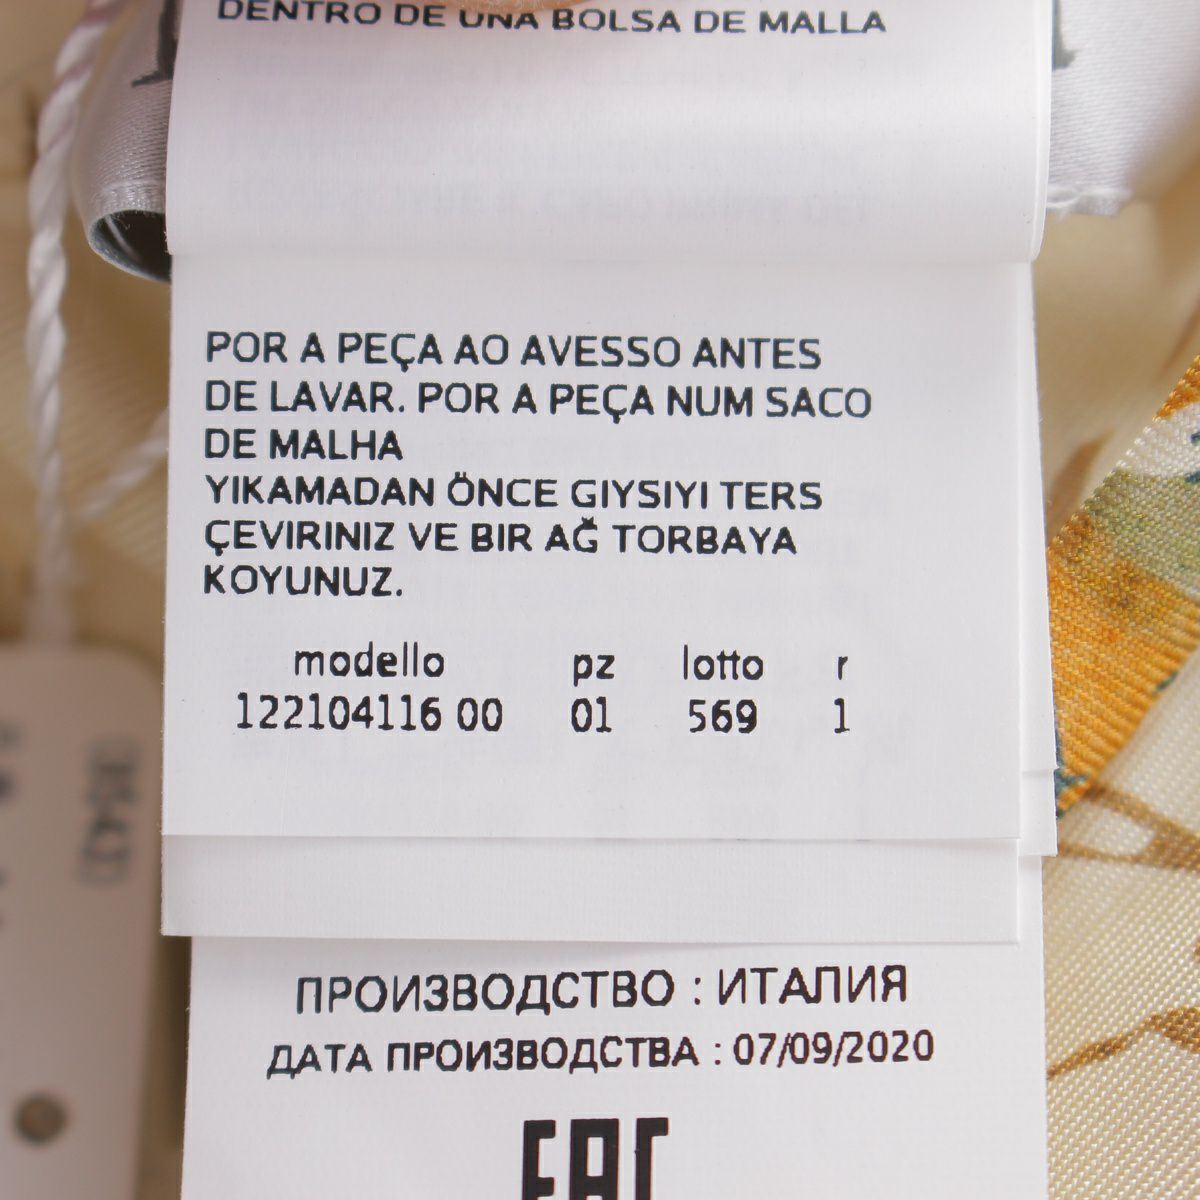 DENTRO DE UNA BOLSA DE MALLA
POR A PEÇA AO AVESSO ANTES
DE LAVAR. POR A PEÇA NUM SACO
DE MALHA
YIKAMADAN ÖNCE GIYSIYI TERS
ÇEVIRINIZ VE BIR AĞ TORBAYA
KOYUNUZ.
modello pz lotto r
122104116 00 01 569 1
ПРОИЗВОДСТВО : ИТАЛИЯ
ДАТА ПРОИЗВОДСТВА : 07/09/2020
EAC